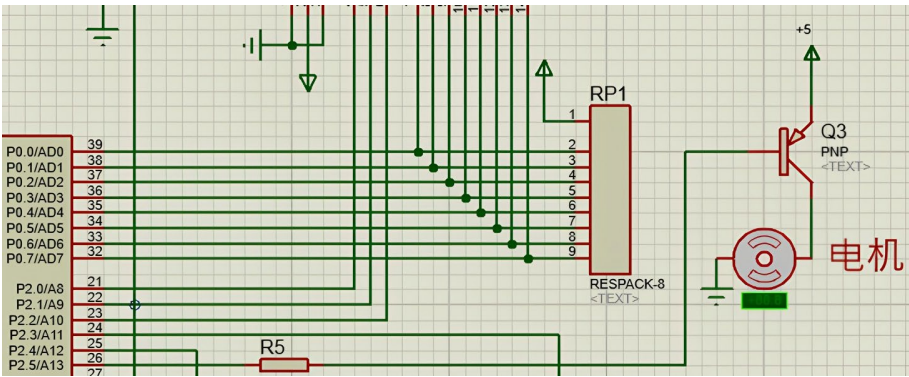 +5
RP1
1
Q3
PNP
<TEXT>
P0.0/AD0 39 2
P0.1/AD1 38 3
P0.2/AD2 37 4
P0.3/AD3 36 5
P0.4/AD4 35 6
P0.5/AD5 34 7
P0.6/AD6 33 8
P0.7/AD7 32 9
电机
RESPACK-8
<TEXT>
P2.0/A8 21
P2.1/A9 22
P2.2/A10 23
P2.3/A11 24
P2.4/A12 25
P2.5/A13 26
R5
27